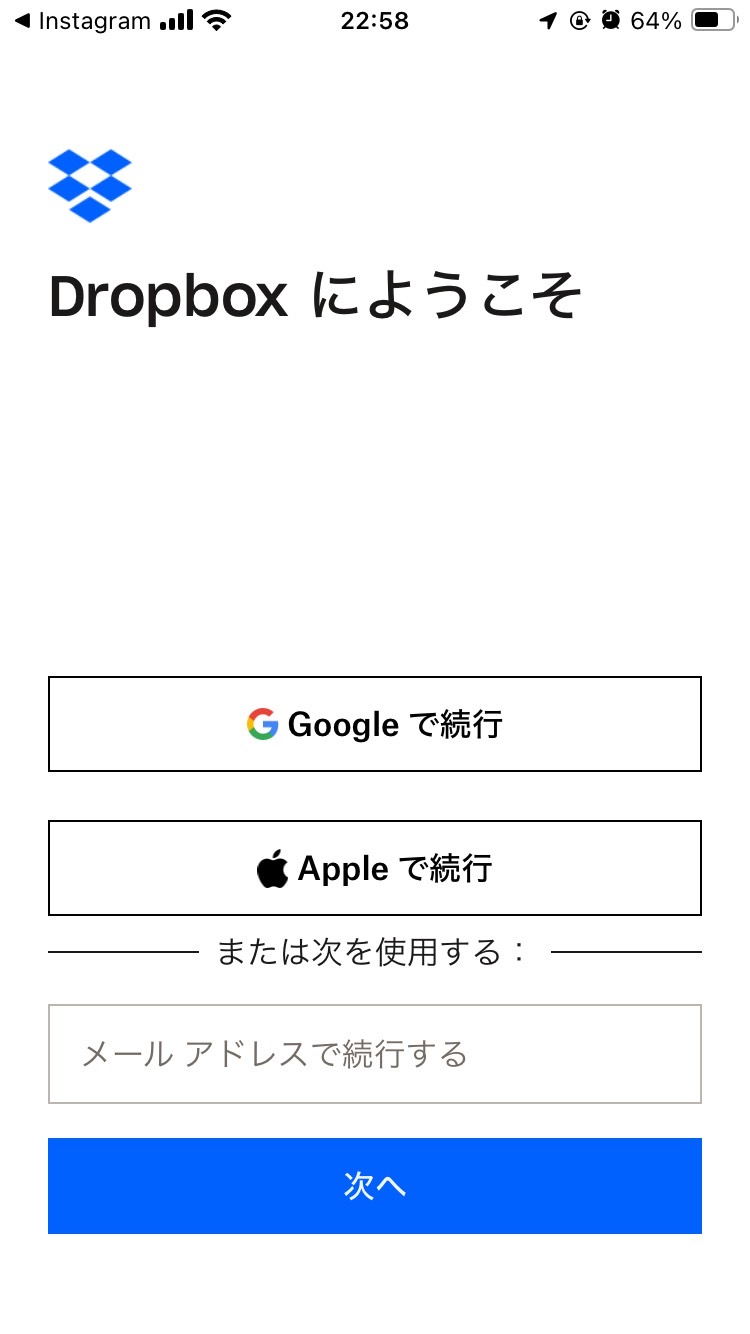 ◀ Instagram 22:58 64%
Dropbox にようこそ
Google で続行
Apple で続行
または次を使用する：
メール アドレスで続行する
次へ